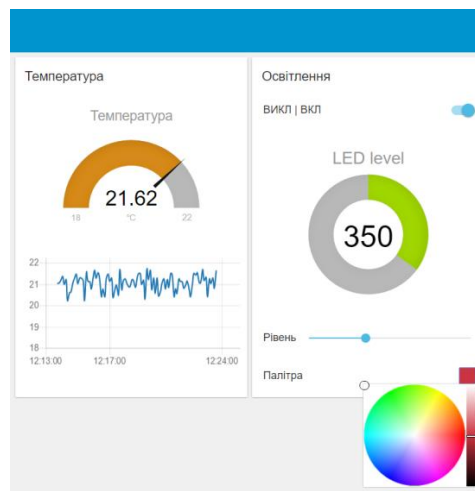 Температура
Температура
21.62
18
°C
22
22
21
20
19
18
12:13:00
12:17:00
12:24:00
Освітлення
ВИКЛ | ВКЛ
LED level
350
Рівень
Палітра